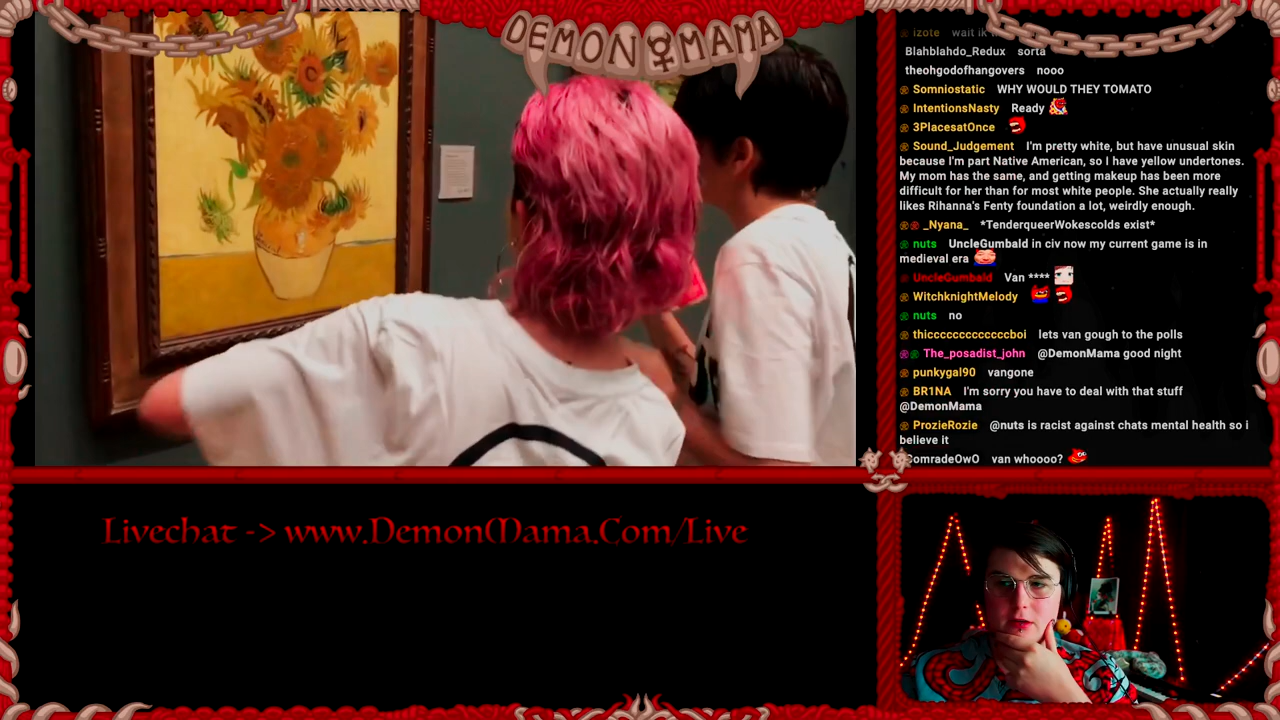 DEMON MAMA
izote wait ik
Blahblahdo_Redux sorta
theohgodofhangovers nooo
Somniostatic WHY WOULD THEY TOMATO
IntentionsNasty Ready
3PlacesatOnce
Sound_Judgement I'm pretty white, but have unusual skin
because I'm part Native American, so I have yellow undertones.
My mom has the same, and getting makeup has been more
difficult for her than for most white people. She actually really
likes Rihanna's Fenty foundation a lot, weirdly enough.
_Nyana_ *TenderqueerWokescolds exist*
nuts UncleGumbald in civ now my current game is in
medieval era
UncleGumbald Van ****
WitchknightMelody
nuts no
thicccccccccccccboi lets van gough to the polls
The_posadist_john @DemonMama good night
punkygal90 vangone
BR1NA I'm sorry you have to deal with that stuff
@DemonMama
ProzieRozie @nuts is racist against chats mental health so i
believe it
ComradeOwO van whoooo?
Livechat -> www.DemonMama.Com/Live